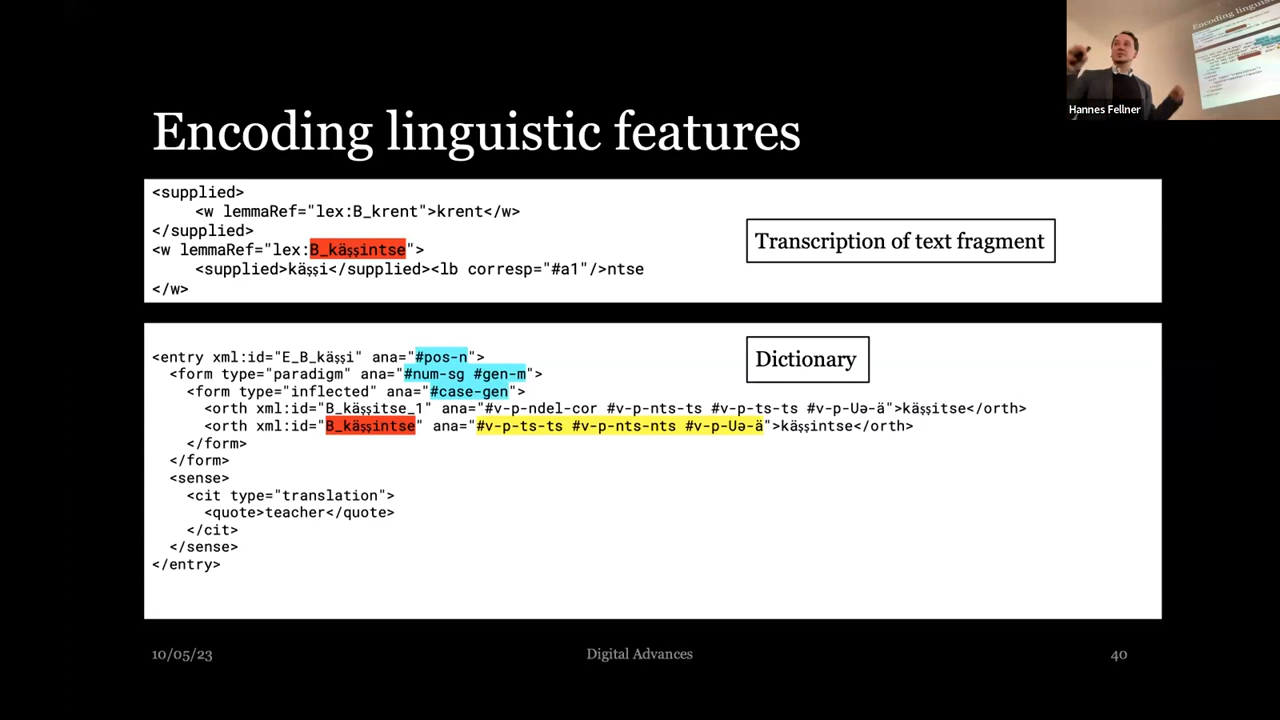 Encoding linguistic features
<supplied>
<w lemmaRef="lex:B_krent">krent</w>
</supplied>
<w lemmaRef="lex:B_käṣṣintse">
<supplied>käṣṣi</supplied><lb corresp="#a1"/>ntse
</w>
Transcription of text fragment
<entry xml:id="E_B_käṣṣi" ana="#pos-n">
<form type="paradigm" ana="#num-sg #gen-m">
<form type="inflected" ana="#case-gen">
<orth xml:id="B_käṣṣitse_1" ana="#v-p-ndel-cor #v-p-nts-ts #v-p-ts-ts #v-p-Uə-ä">käṣṣitse</orth>
<orth xml:id="B_käṣṣintse" ana="#v-p-ts-ts #v-p-nts-nts #v-p-Uə-ä">käṣṣintse</orth>
</form>
</form>
<sense>
<cit type="translation">
<quote>teacher</quote>
</cit>
</sense>
</entry>
Dictionary
10/05/23
Digital Advances
40
Hannes Fellner
Encoding linguis